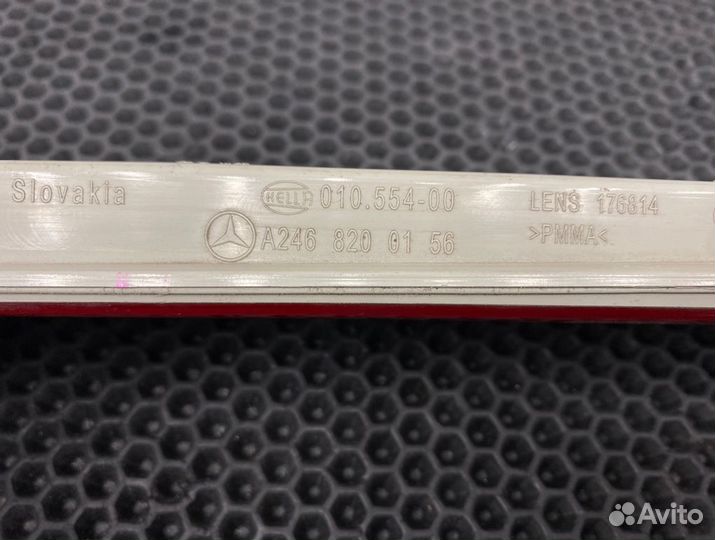 Slovakia
HELLA 010.554-00
A246 820 01 56
LENS 176814
>PMMA<
Avito